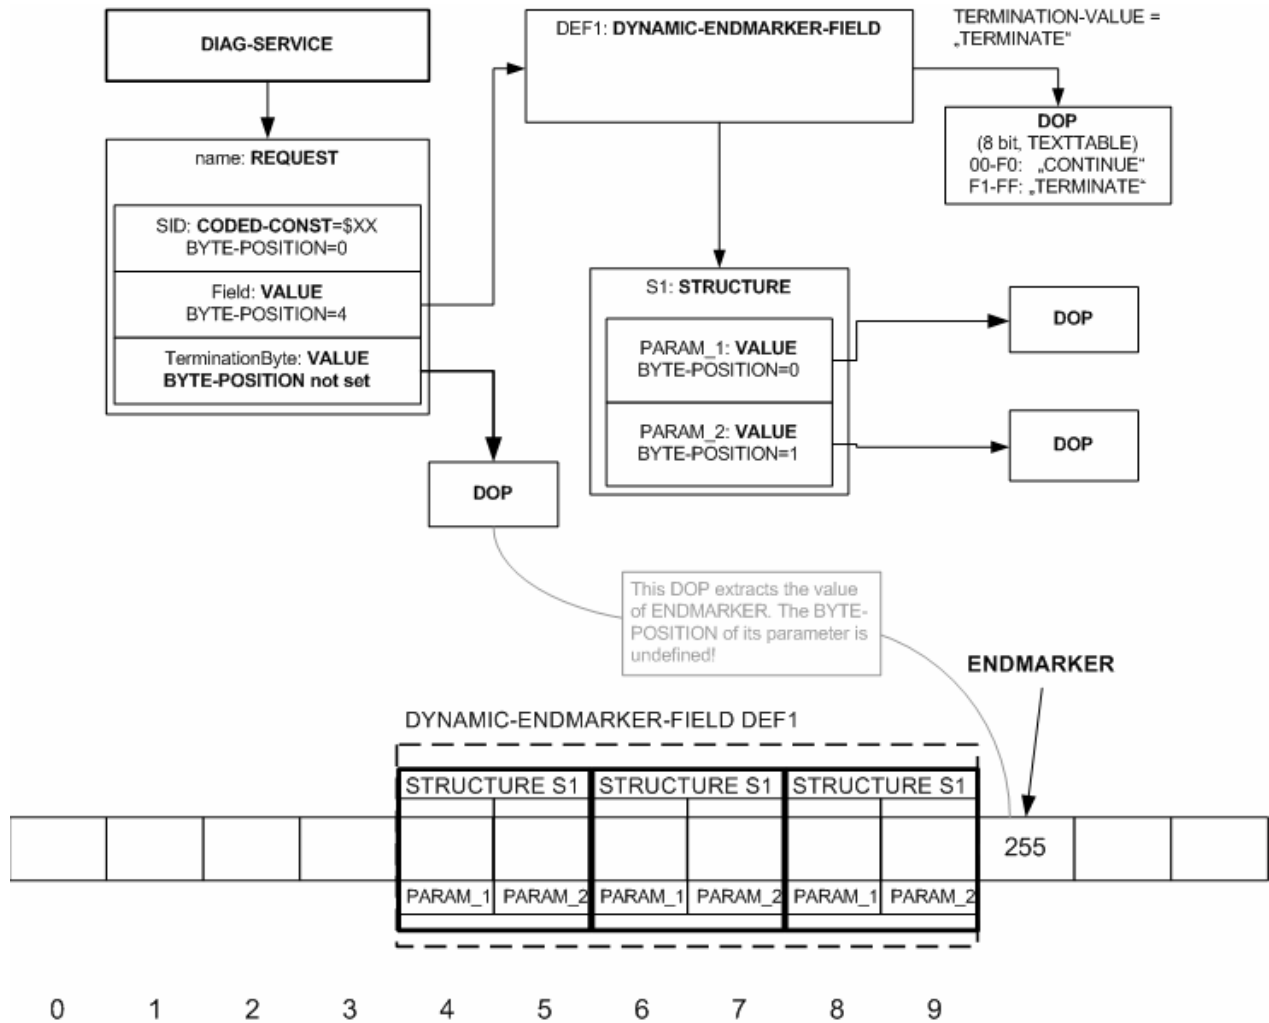 DIAG-SERVICE
name: REQUEST
SID: CODED-CONST=$XX
BYTE-POSITION=0
Field: VALUE
BYTE-POSITION=4
TerminationByte: VALUE
BYTE-POSITION not set
DOP
DEF1: DYNAMIC-ENDMARKER-FIELD
TERMINATION-VALUE =
„TERMINATE“
DOP
(8 bit, TEXTTABLE)
00-F0: „CONTINUE“
F1-FF: „TERMINATE“
S1: STRUCTURE
PARAM_1: VALUE
BYTE-POSITION=0
PARAM_2: VALUE
BYTE-POSITION=1
DOP
DOP
This DOP extracts the value
of ENDMARKER. The BYTE-
POSITION of its parameter is
undefined!
ENDMARKER
DYNAMIC-ENDMARKER-FIELD DEF1
STRUCTURE S1 STRUCTURE S1 STRUCTURE S1
255
PARAM_1 PARAM_2 PARAM_1 PARAM_2 PARAM_1 PARAM_2
0 1 2 3 4 5 6 7 8 9